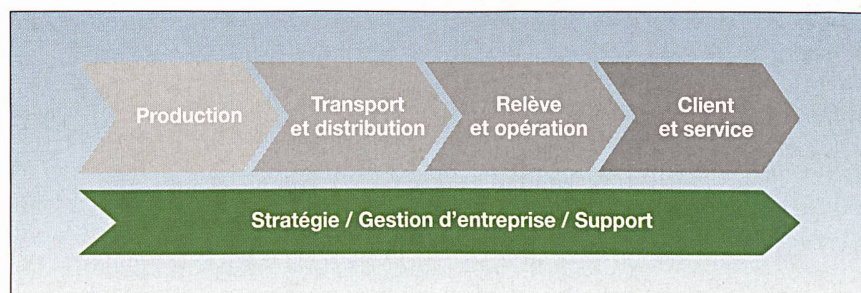 Production
Transport
et distribution
Relève
et opération
Client
et service
Stratégie / Gestion d'entreprise / Support